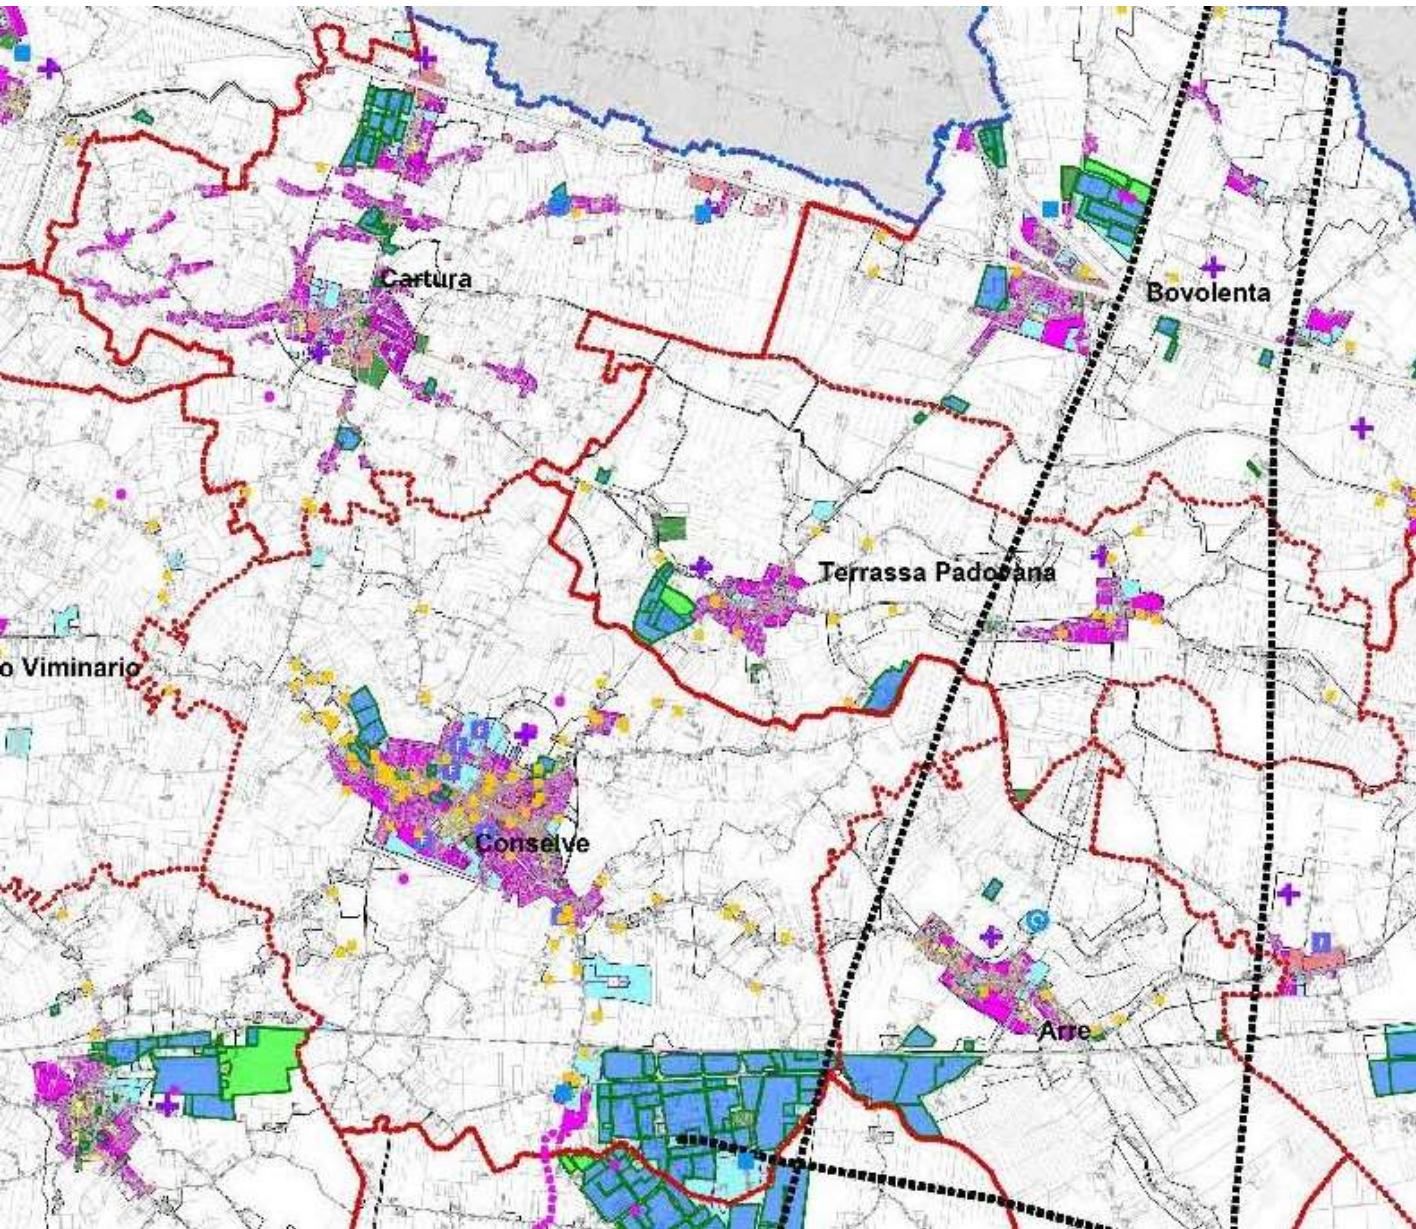 Cartura
Bovolenta
Terrassa Padovana
o Viminario
Conselve
Arre